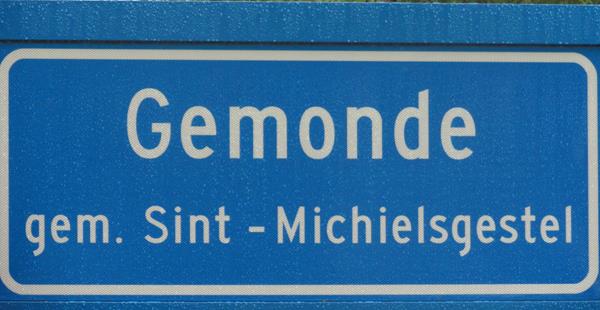 Gemonde
gem. Sint - Michielsgestel